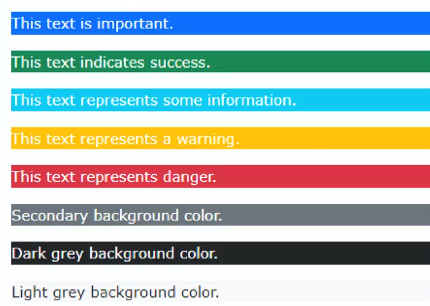 This text is important.
This text indicates success.
This text represents some information.
This text represents a warning.
This text represents danger.
Secondary background color.
Dark grey background color.
Light grey background color.